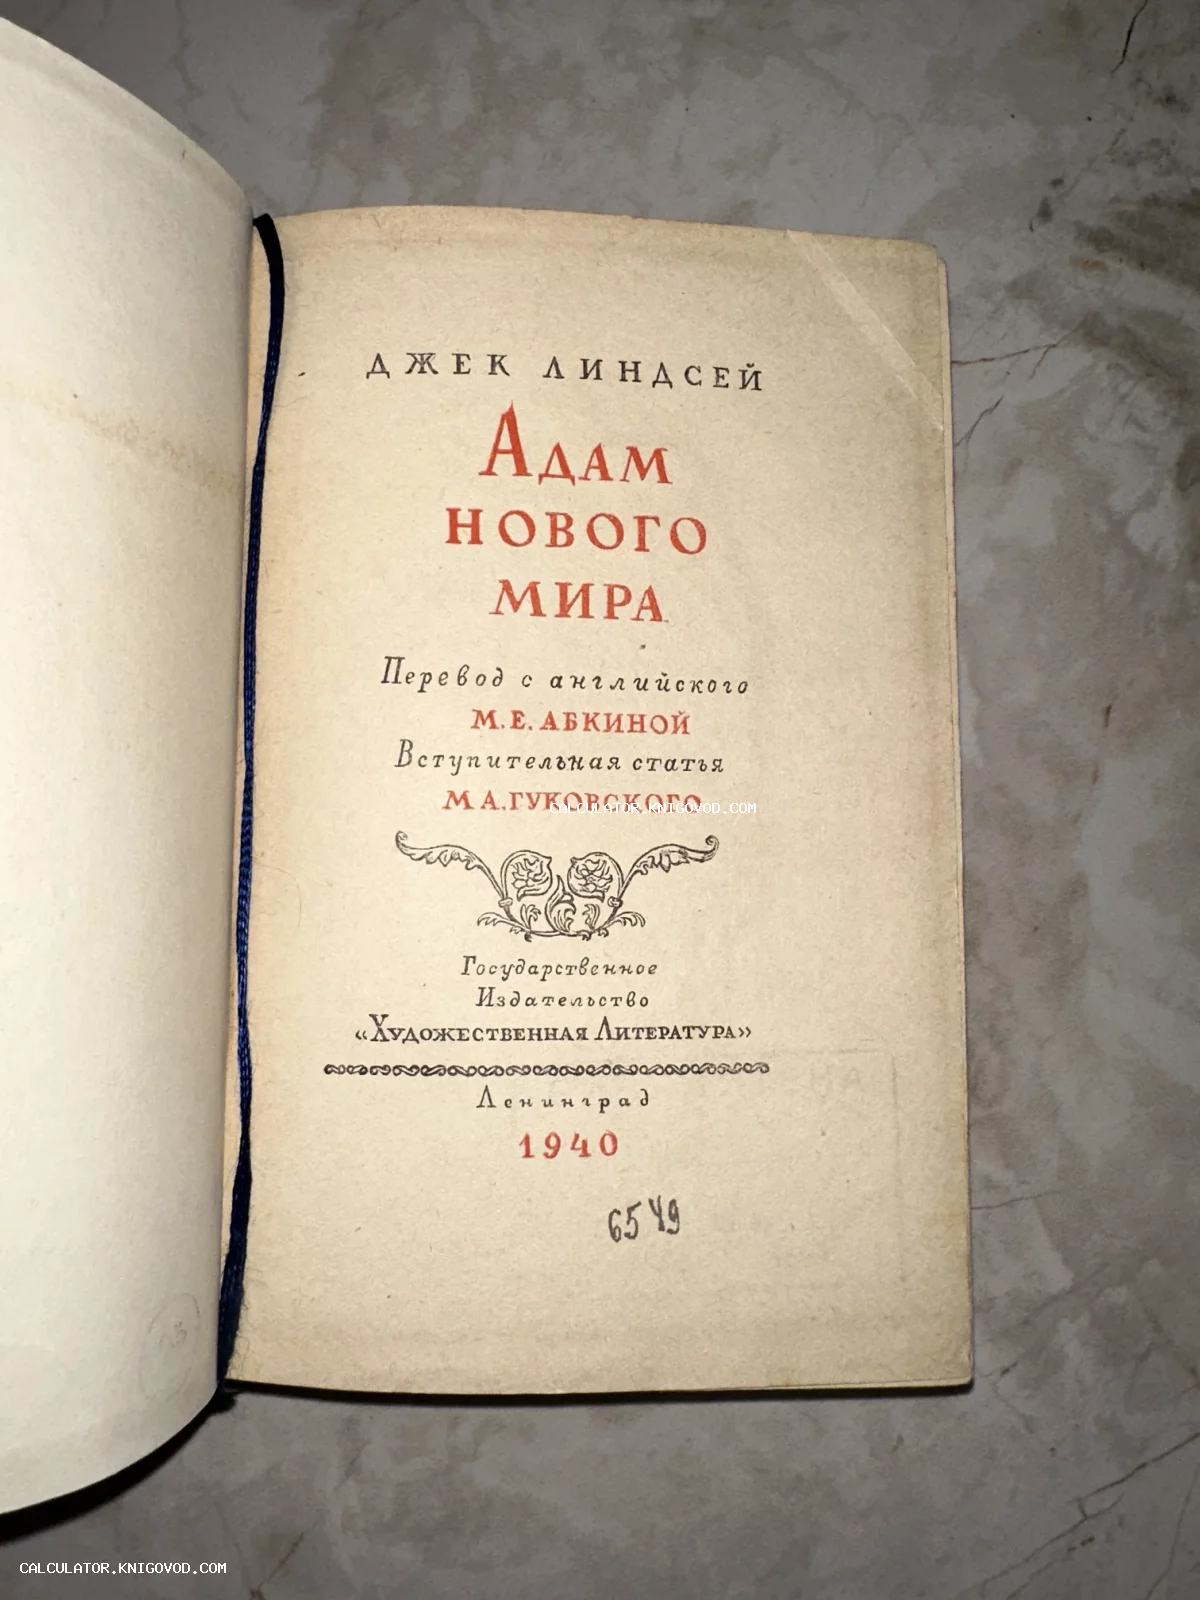 ДЖЕК ЛИНДСЕЙ
АДАМ
НОВОГО
МИРА
Перевод с английского
М. Е. АБКИНОЙ
Вступительная статья
М А. ГУКОВСКОГО
CALCULATOR.KNIGOVOD.COM
Государственное
Издательство
«ХУДОЖЕСТВЕННАЯ ЛИТЕРАТУРА»
Ленинград
1940
6549
CALCULATOR.KNIGOVOD.COM